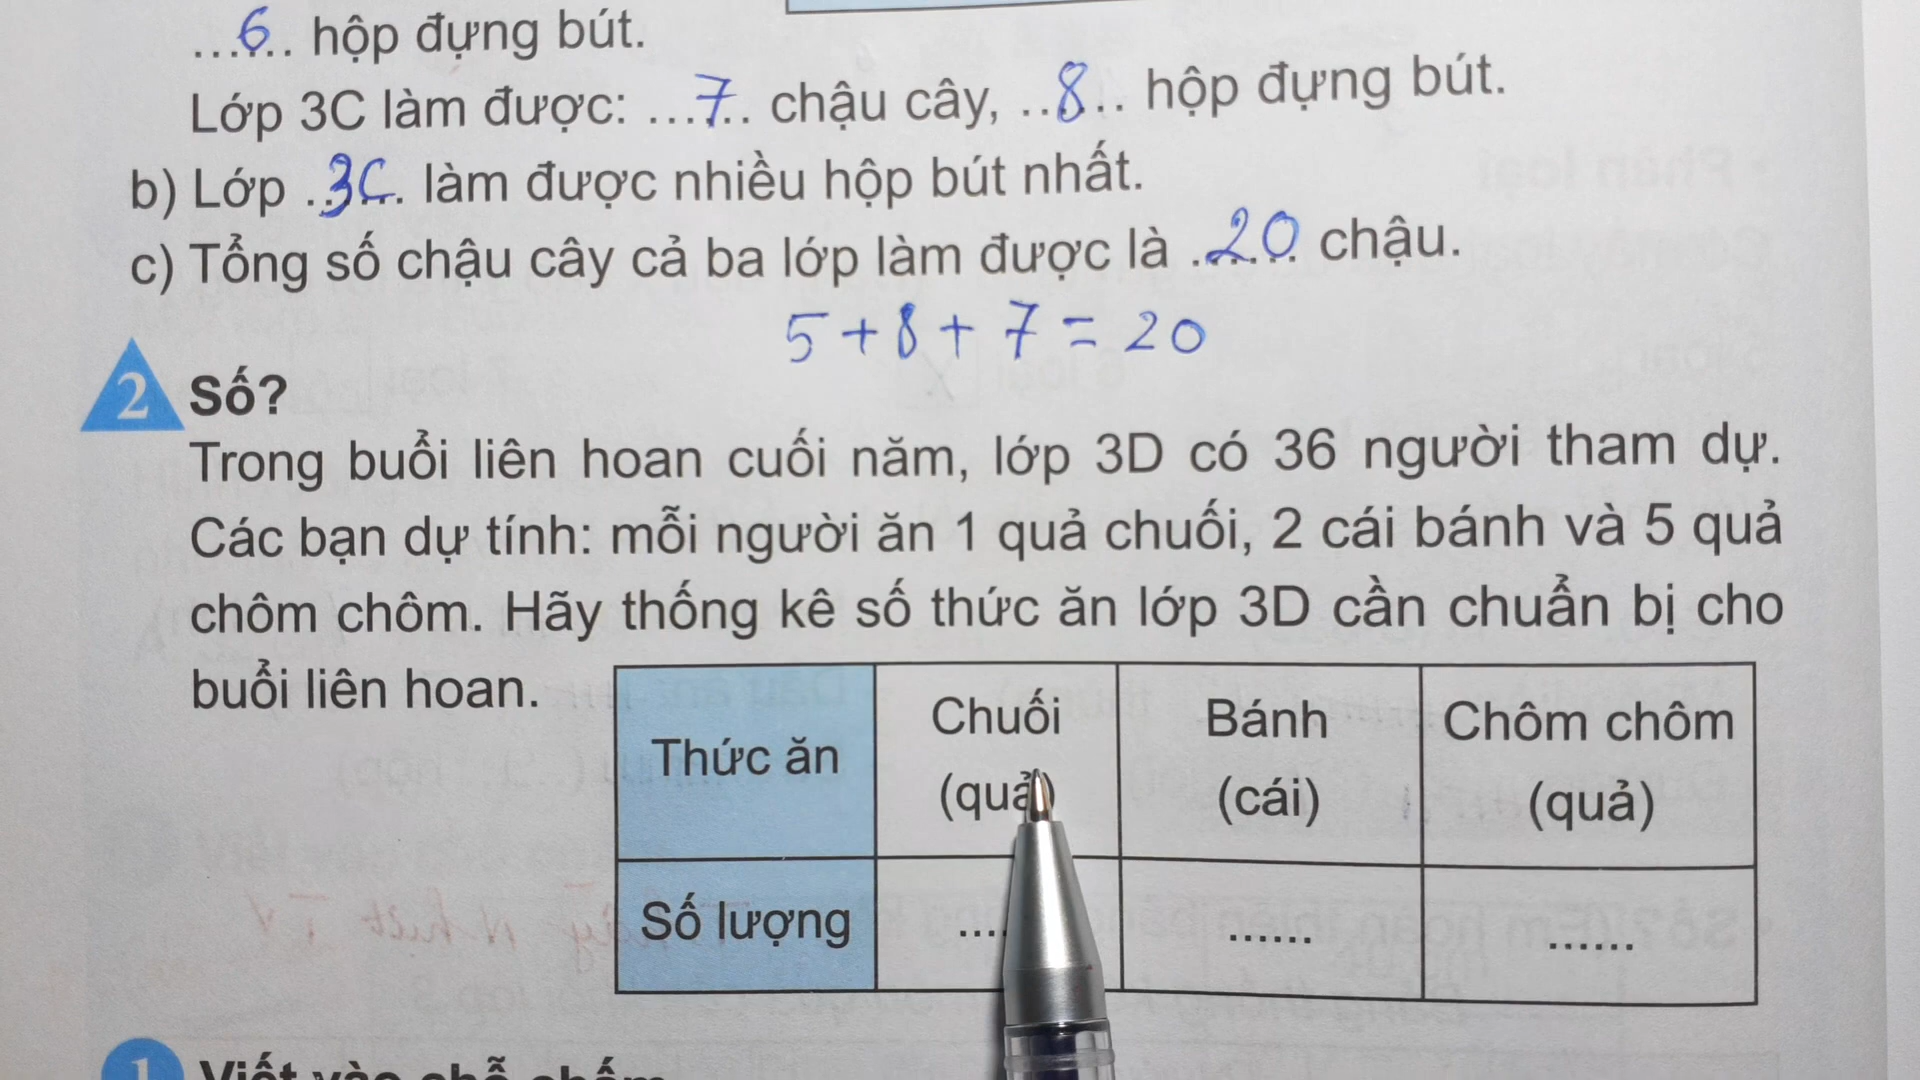 ...6... hộp đựng bút.
Lớp 3C làm được: ...7... chậu cây, ...8... hộp đựng bút.
b) Lớp ...3C... làm được nhiều hộp bút nhất.
c) Tổng số chậu cây cả ba lớp làm được là ...20... chậu.
5 + 8 + 7 = 20
2 Số?
Trong buổi liên hoan cuối năm, lớp 3D có 36 người tham dự.
Các bạn dự tính: mỗi người ăn 1 quả chuối, 2 cái bánh và 5 quả
chôm chôm. Hãy thống kê số thức ăn lớp 3D cần chuẩn bị cho
buổi liên hoan.
Thức ăn Chuối (quả) Bánh (cái) Chôm chôm (quả)
Số lượng .... ...... ......
1 Viết vào chỗ chấm